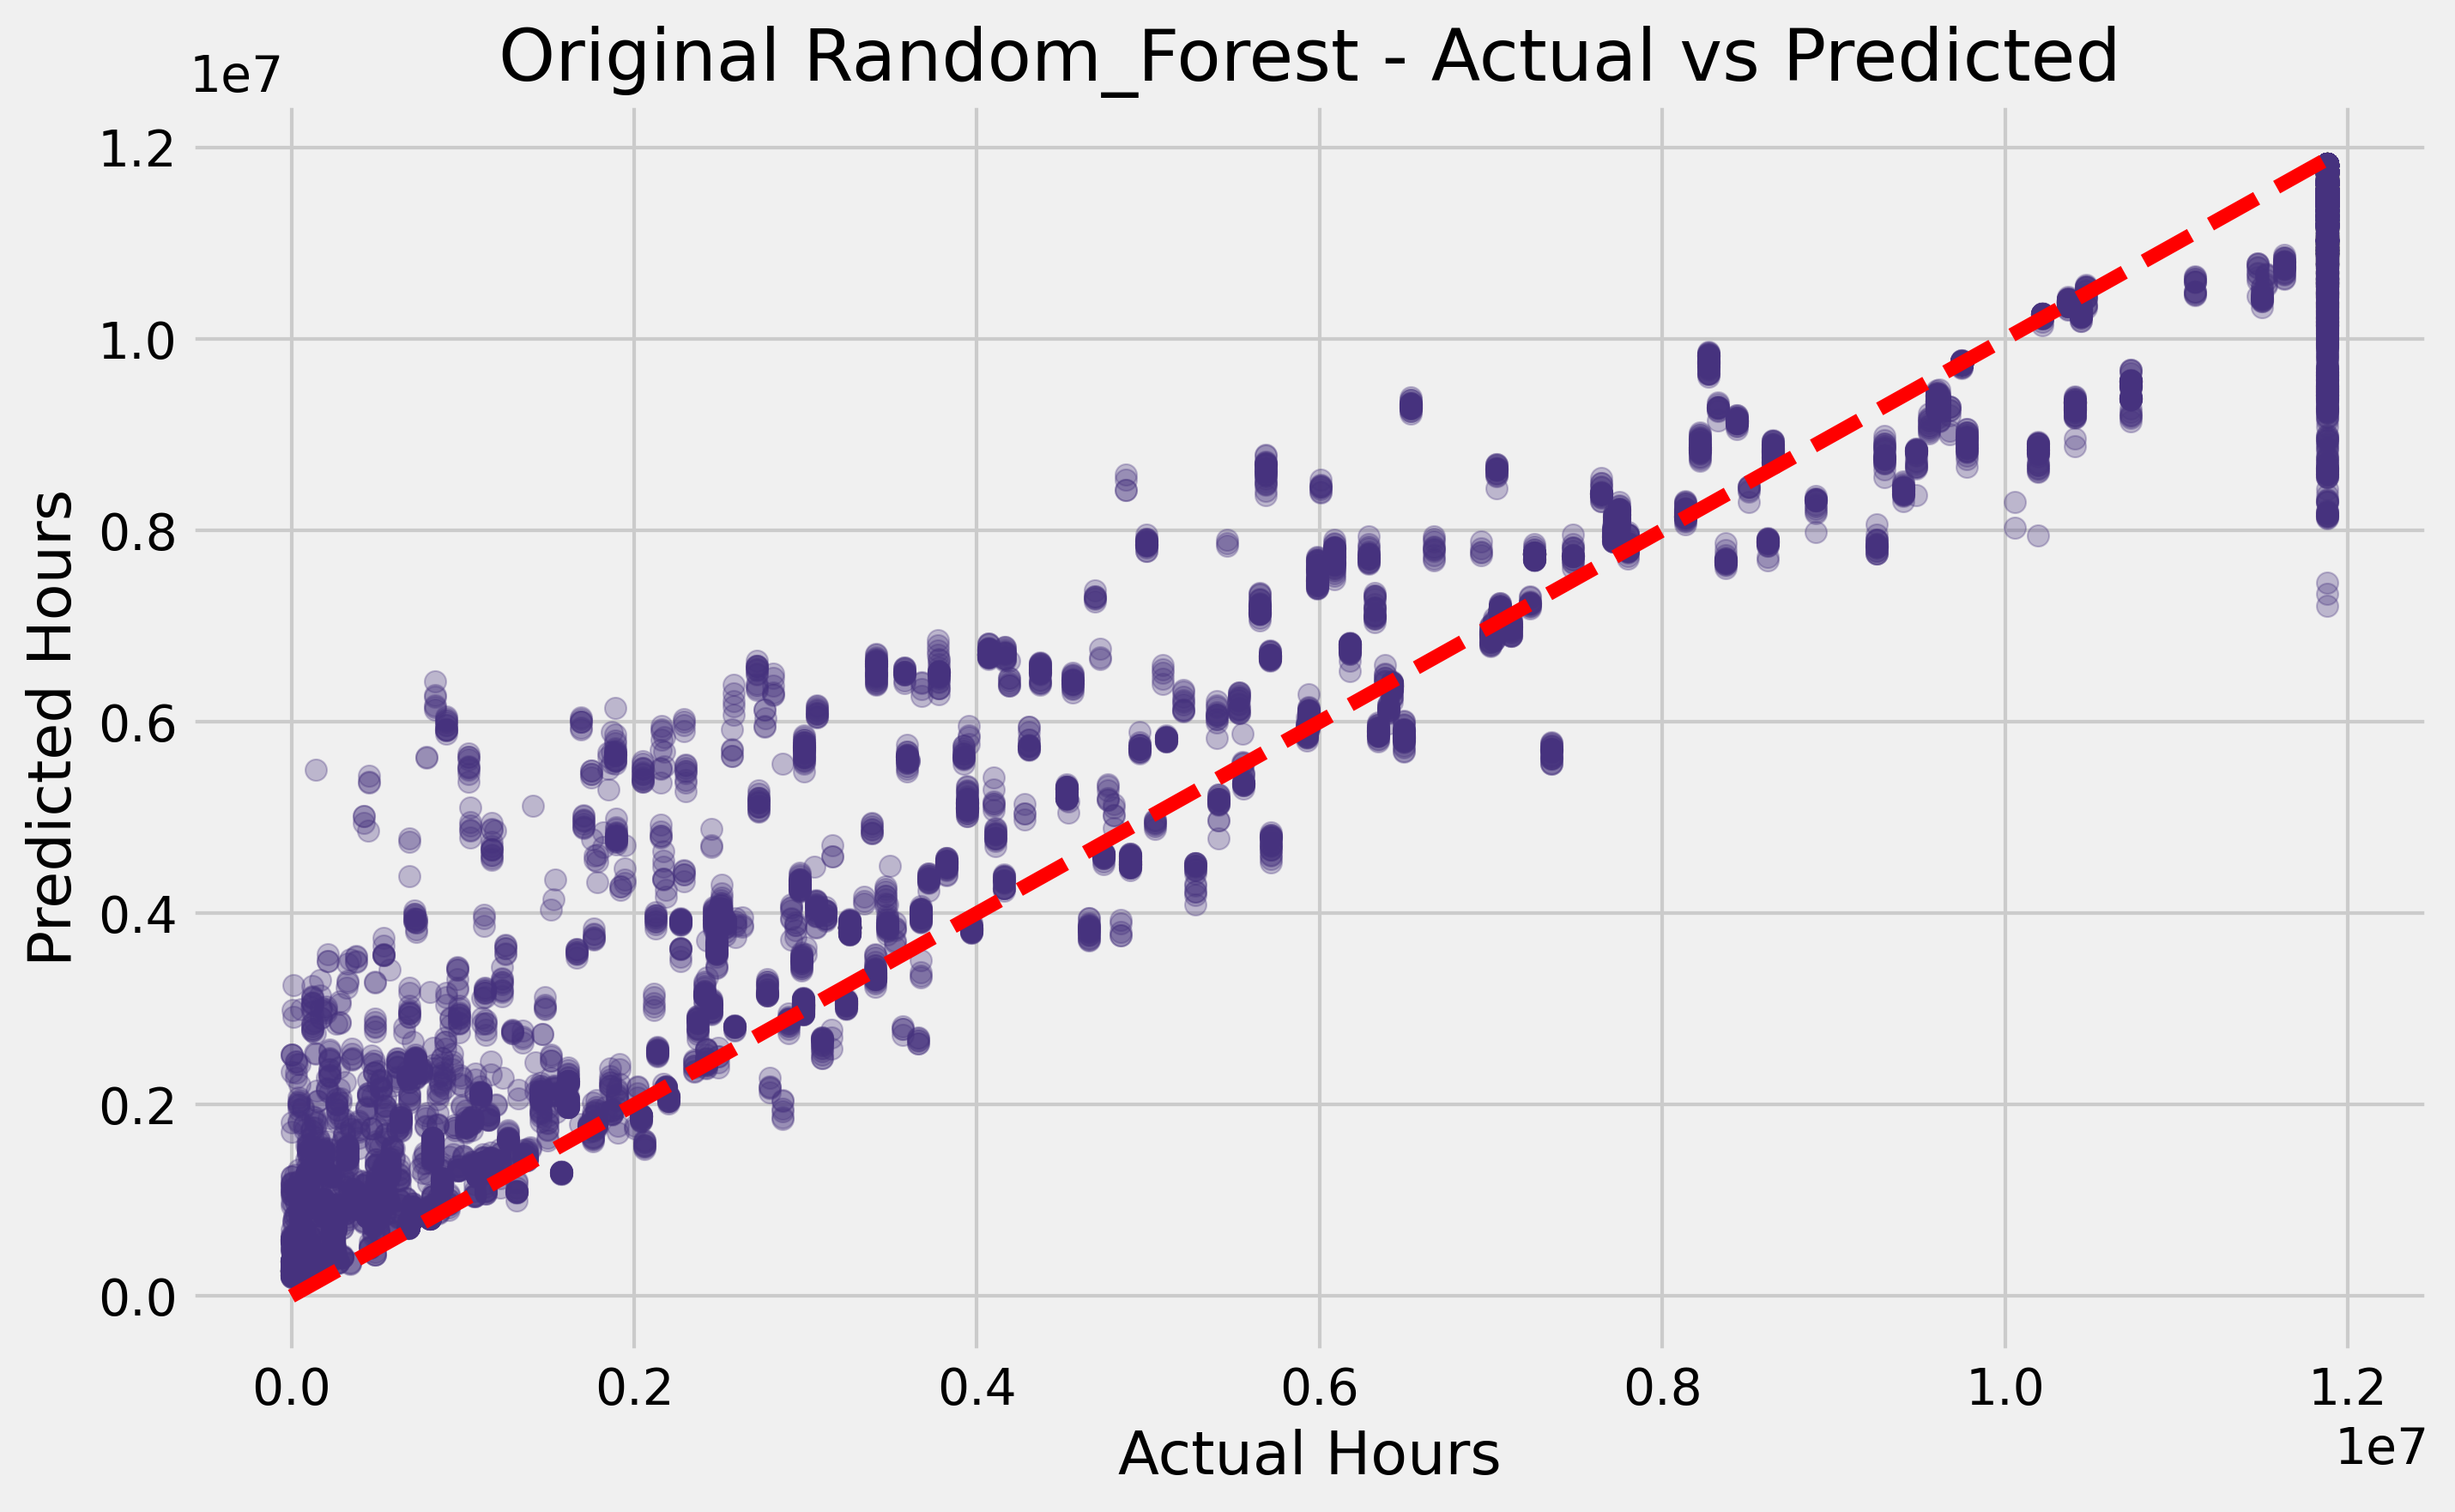 Original Random_Forest - Actual vs Predicted
1e7
1.2
1.0
0.8
0.6
0.4
0.2
0.0
Predicted Hours
0.0 0.2 0.4 0.6 0.8 1.0 1.2
1e7
Actual Hours